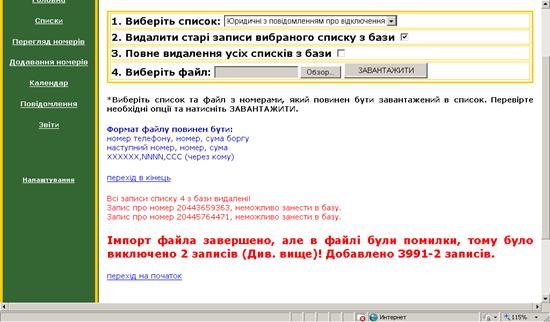 Головна
Списки
Перегляд номерів
Додавання номерів
Календар
Повідомлення
Звіти
Налаштування
1. Виберіть список: Юридичні з повідомленням про відключення
2. Видалити старі записи вибраного списку з бази
3. Повне видалення усіх списків з бази
4. Виберіть файл: Обзор... ЗАВАНТАЖИТИ
*Виберіть список та файл з номерами, який повинен бути завантажений в список. Перевірте
необхідні опції та натисніть ЗАВАНТАЖИТИ.
Формат файлу повинен бути:
номер телефону, номер, сума боргу
наступний номер, номер, сума
XXXXXX,NNNN,CCC (через кому)
перехід в кінець
Всі записи списку 4 з бази видалені!
Запис про номер 20443659363, неможливо занести в базу.
Запис про номер 20445764471, неможливо занести в базу.
Імпорт файла завершено, але в файлі були помилки, тому було
виключено 2 записів (Див. вище)! Добавлено 3991-2 записів.
перехід на початок
Интернет
115%